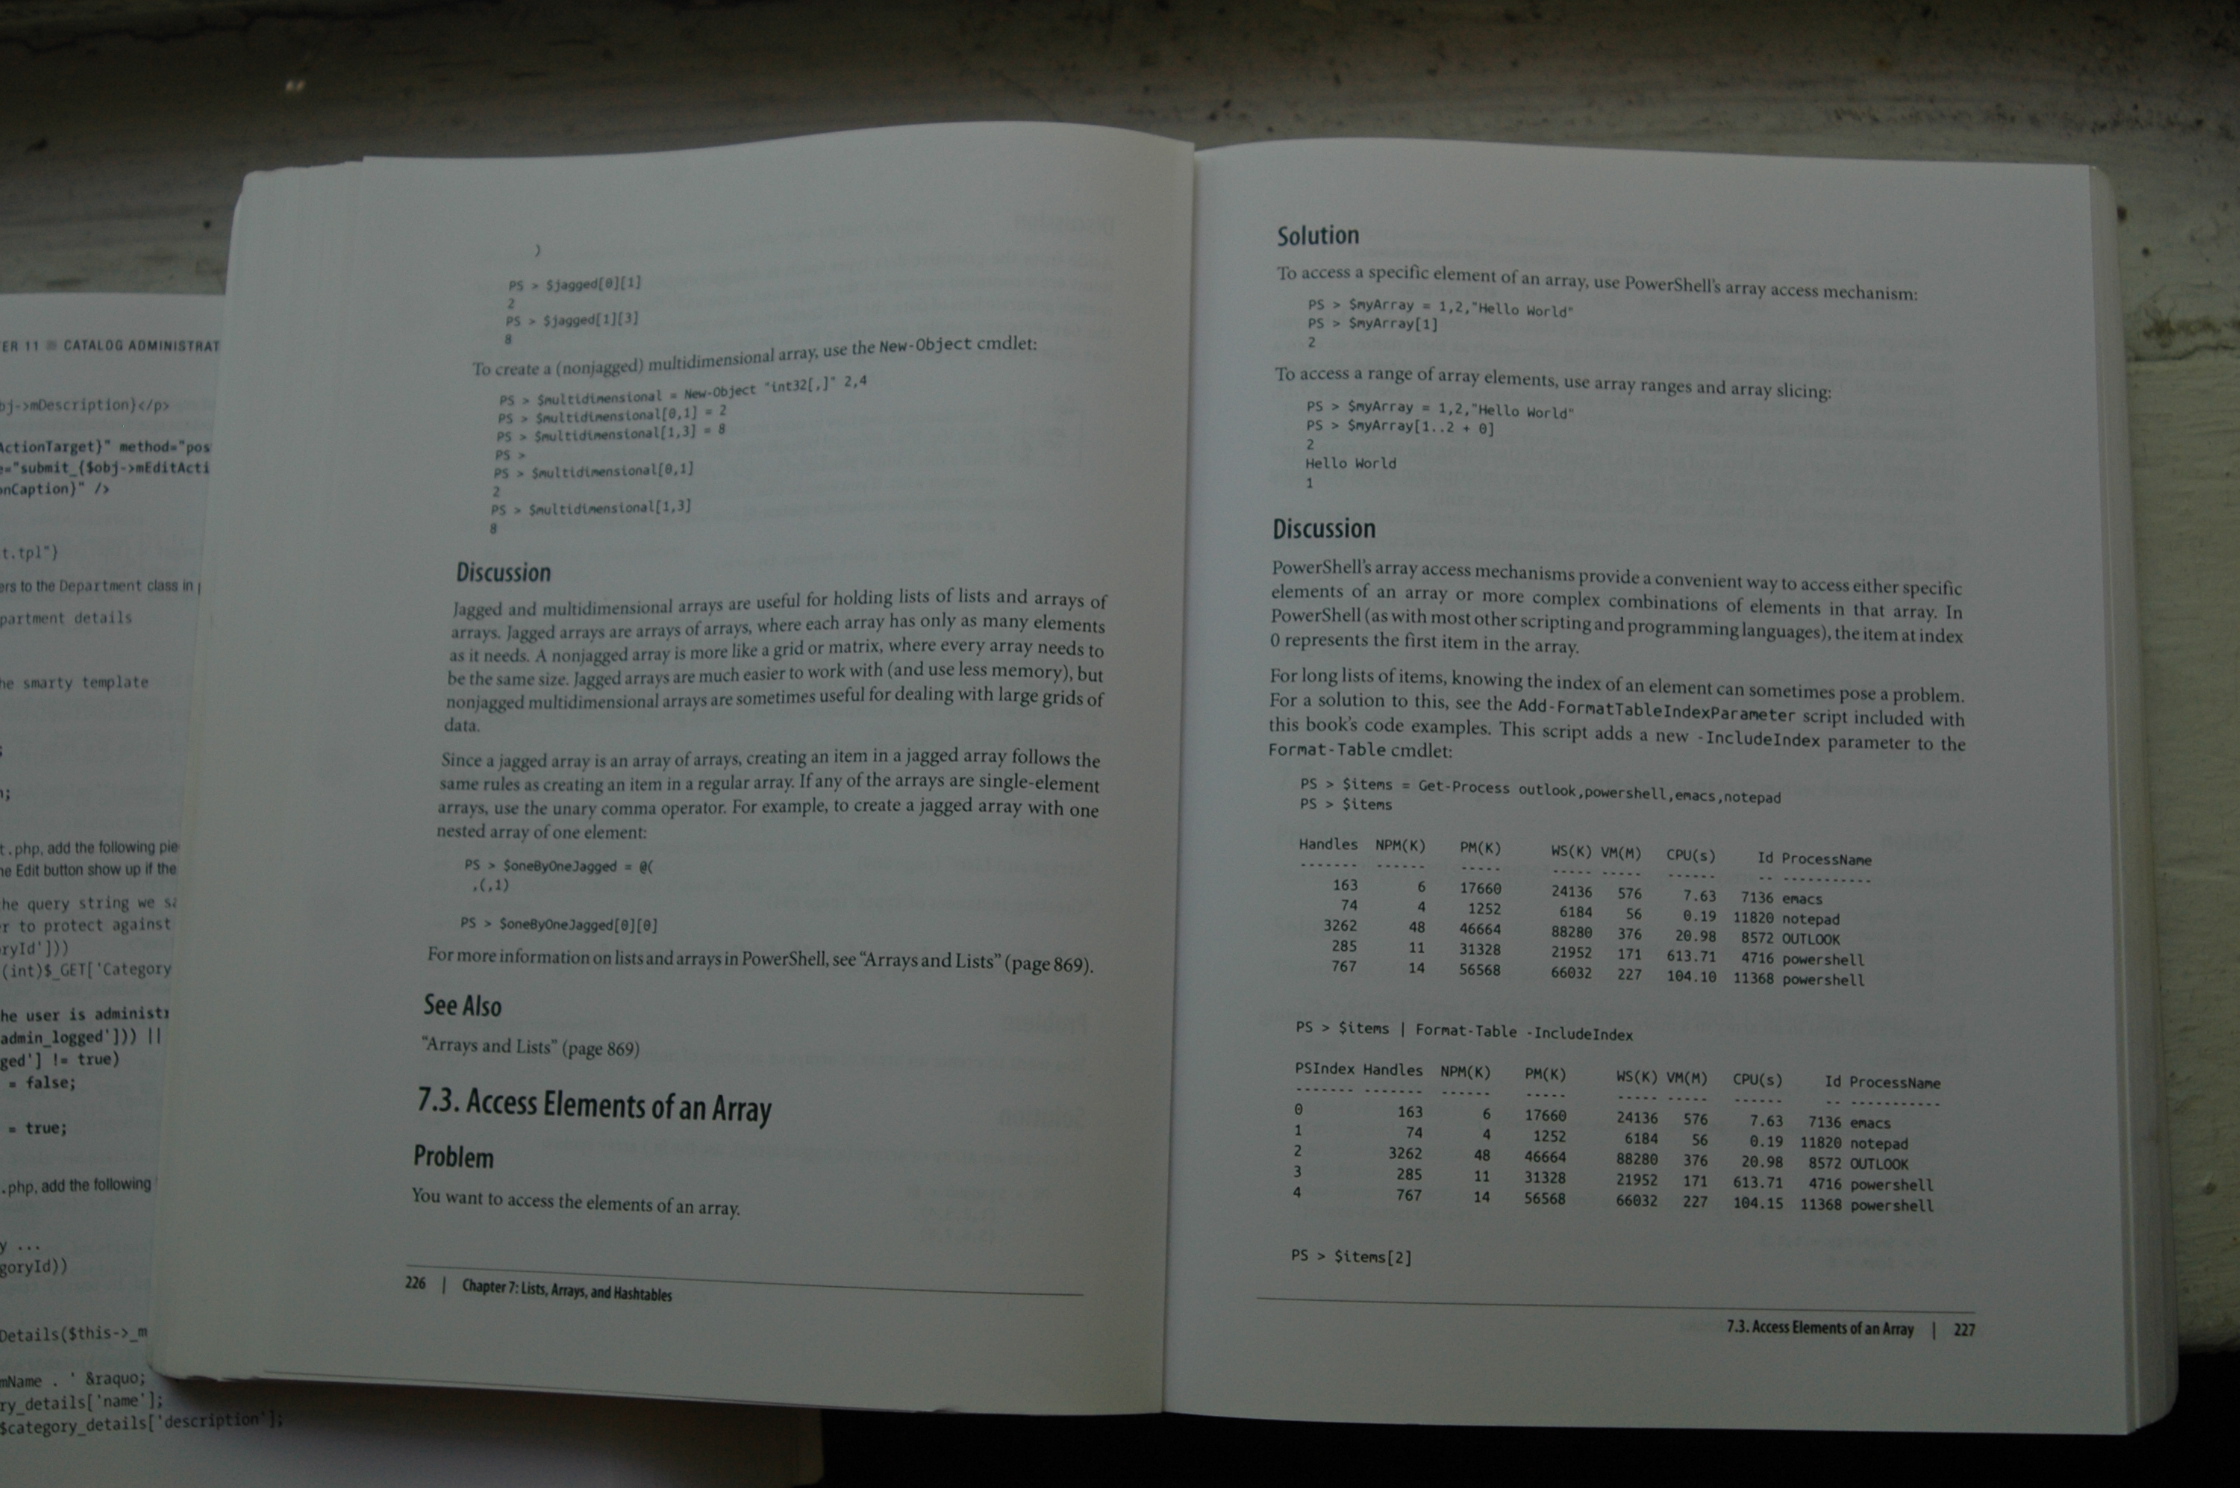 ER 11 ■ CATALOG ADMINISTRAT
bj->mDescription}</p>
ActionTarget}" method="pos
e="submit_{$obj->mEditActi
onCaption}" />
t.tpl"}
ers to the Department class in
partment details
he smarty template
;
n;
t.php, add the following pie
he Edit button show up if the
he query string we sa
r to protect against
ryId']))
(int)$_GET['Category
he user is administr
admin_logged'])) ||
ged'] != true)
= false;
= true;
.php, add the following
y ...
goryId))
Details($this->_m
mName . ' &raquo;
ry_details['name'];
$category_details['description'];
)
PS > $jagged[0][1]
2
PS > $jagged[1][3]
8
To create a (nonjagged) multidimensional array, use the New-Object cmdlet:
PS > $multidimensional = New-Object "int32[,]" 2,4
PS > $multidimensional[0,1] = 2
PS > $multidimensional[1,3] = 8
PS >
PS > $multidimensional[0,1]
2
PS > $multidimensional[1,3]
8
Discussion
Jagged and multidimensional arrays are useful for holding lists of lists and arrays of
arrays. Jagged arrays are arrays of arrays, where each array has only as many elements
as it needs. A nonjagged array is more like a grid or matrix, where every array needs to
be the same size. Jagged arrays are much easier to work with (and use less memory), but
nonjagged multidimensional arrays are sometimes useful for dealing with large grids of
data.
Since a jagged array is an array of arrays, creating an item in a jagged array follows the
same rules as creating an item in a regular array. If any of the arrays are single-element
arrays, use the unary comma operator. For example, to create a jagged array with one
nested array of one element:
PS > $oneByOneJagged = @(
,(,1)
PS > $oneByOneJagged[0][0]
For more information on lists and arrays in PowerShell, see “Arrays and Lists” (page 869).
See Also
“Arrays and Lists” (page 869)
7.3. Access Elements of an Array
Problem
You want to access the elements of an array.
226 | Chapter 7: Lists, Arrays, and Hashtables
Solution
To access a specific element of an array, use PowerShell’s array access mechanism:
PS > $myArray = 1,2,"Hello World"
PS > $myArray[1]
2
To access a range of array elements, use array ranges and array slicing:
PS > $myArray = 1,2,"Hello World"
PS > $myArray[1..2 + 0]
2
Hello World
1
Discussion
PowerShell’s array access mechanisms provide a convenient way to access either specific
elements of an array or more complex combinations of elements in that array. In
PowerShell (as with most other scripting and programming languages), the item at index
0 represents the first item in the array.
For long lists of items, knowing the index of an element can sometimes pose a problem.
For a solution to this, see the Add-FormatTableIndexParameter script included with
this book’s code examples. This script adds a new -IncludeIndex parameter to the
Format-Table cmdlet:
PS > $items = Get-Process outlook,powershell,emacs,notepad
PS > $items
Handles NPM(K) PM(K) WS(K) VM(M) CPU(s) Id ProcessName
------- ------ ----- ----- ----- ------ -- -----------
163 6 17660 24136 576 7.63 7136 emacs
74 4 1252 6184 56 0.19 11820 notepad
3262 48 46664 88280 376 20.98 8572 OUTLOOK
285 11 31328 21952 171 613.71 4716 powershell
767 14 56568 66032 227 104.10 11368 powershell
PS > $items | Format-Table -IncludeIndex
PSIndex Handles NPM(K) PM(K) WS(K) VM(M) CPU(s) Id ProcessName
------- ------- ------ ----- ----- ----- ------ -- -----------
0 163 6 17660 24136 576 7.63 7136 emacs
1 74 4 1252 6184 56 0.19 11820 notepad
2 3262 48 46664 88280 376 20.98 8572 OUTLOOK
3 285 11 31328 21952 171 613.71 4716 powershell
4 767 14 56568 66032 227 104.15 11368 powershell
PS > $items[2]
7.3. Access Elements of an Array | 227